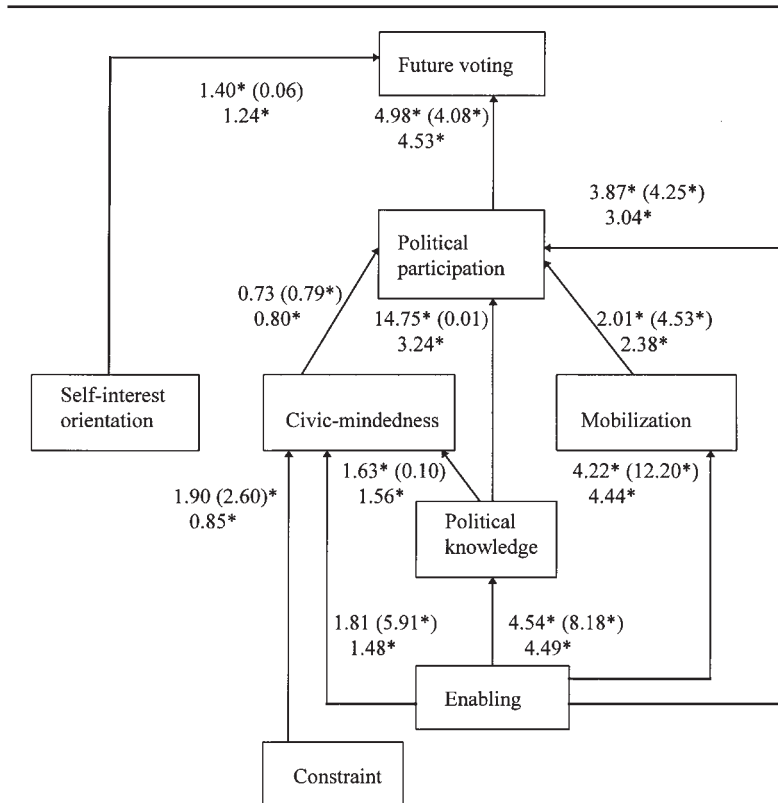 Future voting
1.40* (0.06)
1.24*
4.98* (4.08*)
4.53*
3.87* (4.25*)
3.04*
Political
participation
0.73 (0.79*)
0.80*
14.75* (0.01)
3.24*
2.01* (4.53*)
2.38*
Self-interest
orientation
Civic-mindedness
Mobilization
1.90 (2.60)*
0.85*
1.63* (0.10)
1.56*
4.22* (12.20*)
4.44*
Political
knowledge
1.81 (5.91*)
1.48*
4.54* (8.18*)
4.49*
Enabling
Constraint